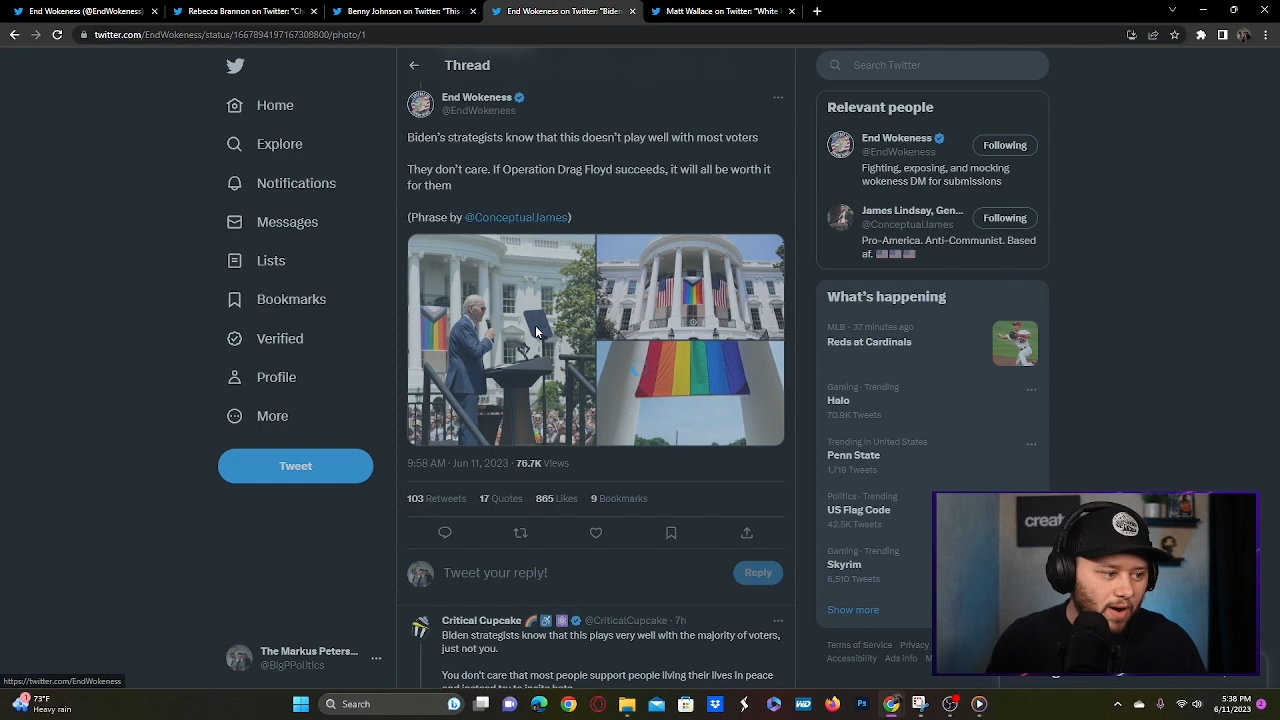 End Wokeness (@EndWokeness)
Rebecca Brannon on Twitter: "Ch
Benny Johnson on Twitter: "This
End Wokeness on Twitter: "Bider
Matt Wallace on Twitter: "White
twitter.com/EndWokeness/status/1667894197167308800/photo/1
Thread
Search Twitter
Home
Explore
Notifications
Messages
Lists
Bookmarks
Verified
Profile
More
Tweet
The Markus Peters...
@BigPPolitics
End Wokeness
@EndWokeness
Biden's strategists know that this doesn't play well with most voters
They don't care. If Operation Drag Floyd succeeds, it will all be worth it
for them
(Phrase by @ConceptualJames)
9:58 AM · Jun 11, 2023 · 76.7K Views
103 Retweets 17 Quotes 865 Likes 9 Bookmarks
Tweet your reply!
Reply
Critical Cupcake @CriticalCupcake · 7h
Biden strategists know that this plays very well with the majority of voters,
just not you.
You don't care that most people support people living their lives in peace
Relevant people
End Wokeness
@EndWokeness
Following
Fighting, exposing, and mocking
wokeness DM for submissions
James Lindsay, Gen...
@ConceptualJames
Following
Pro-America. Anti-Communist. Based
af.
What's happening
MLB · 37 minutes ago
Reds at Cardinals
Gaming · Trending
Halo
70.9K Tweets
Trending in United States
Penn State
1,719 Tweets
Politics · Trending
US Flag Code
42.5K Tweets
Gaming · Trending
Skyrim
6,510 Tweets
Show more
Terms of Service Privacy
Accessibility Ads info
creat
https://twitter.com/EndWokeness
73°F
Heavy rain
Search
5:38 PM
6/11/2023